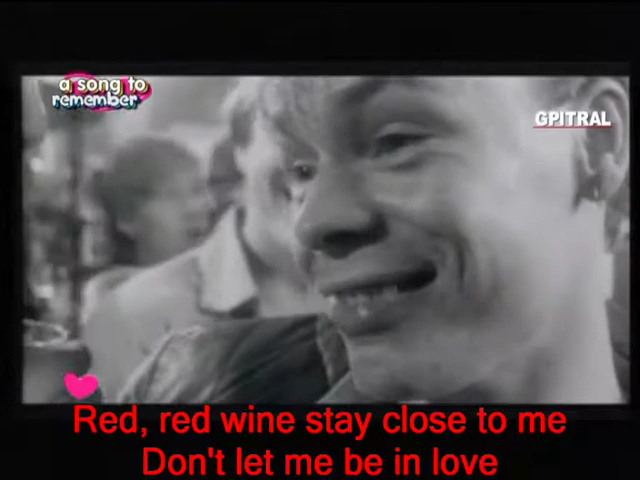 a song to
remember
GPITRAL
Red, red wine stay close to me
Don't let me be in love